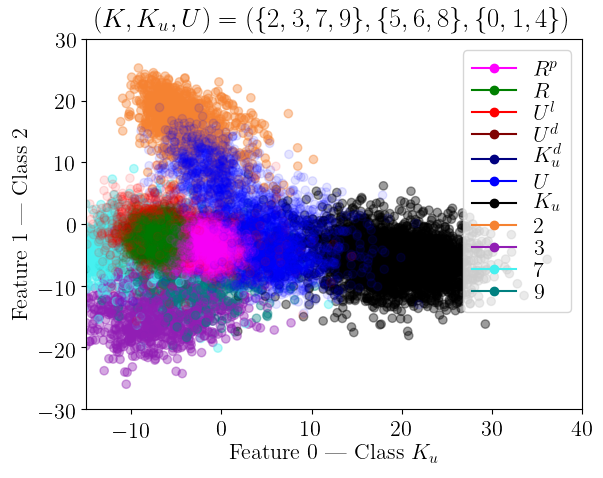 (K, K_u, U) = ({2, 3, 7, 9}, {5, 6, 8}, {0, 1, 4})
30
20
10
0
−10
−20
−30
Feature 1 — Class 2
R^p
R
U^l
U^d
K_u^d
U
K_u
2
3
7
9
−10
0
10
20
30
40
Feature 0 — Class K_u